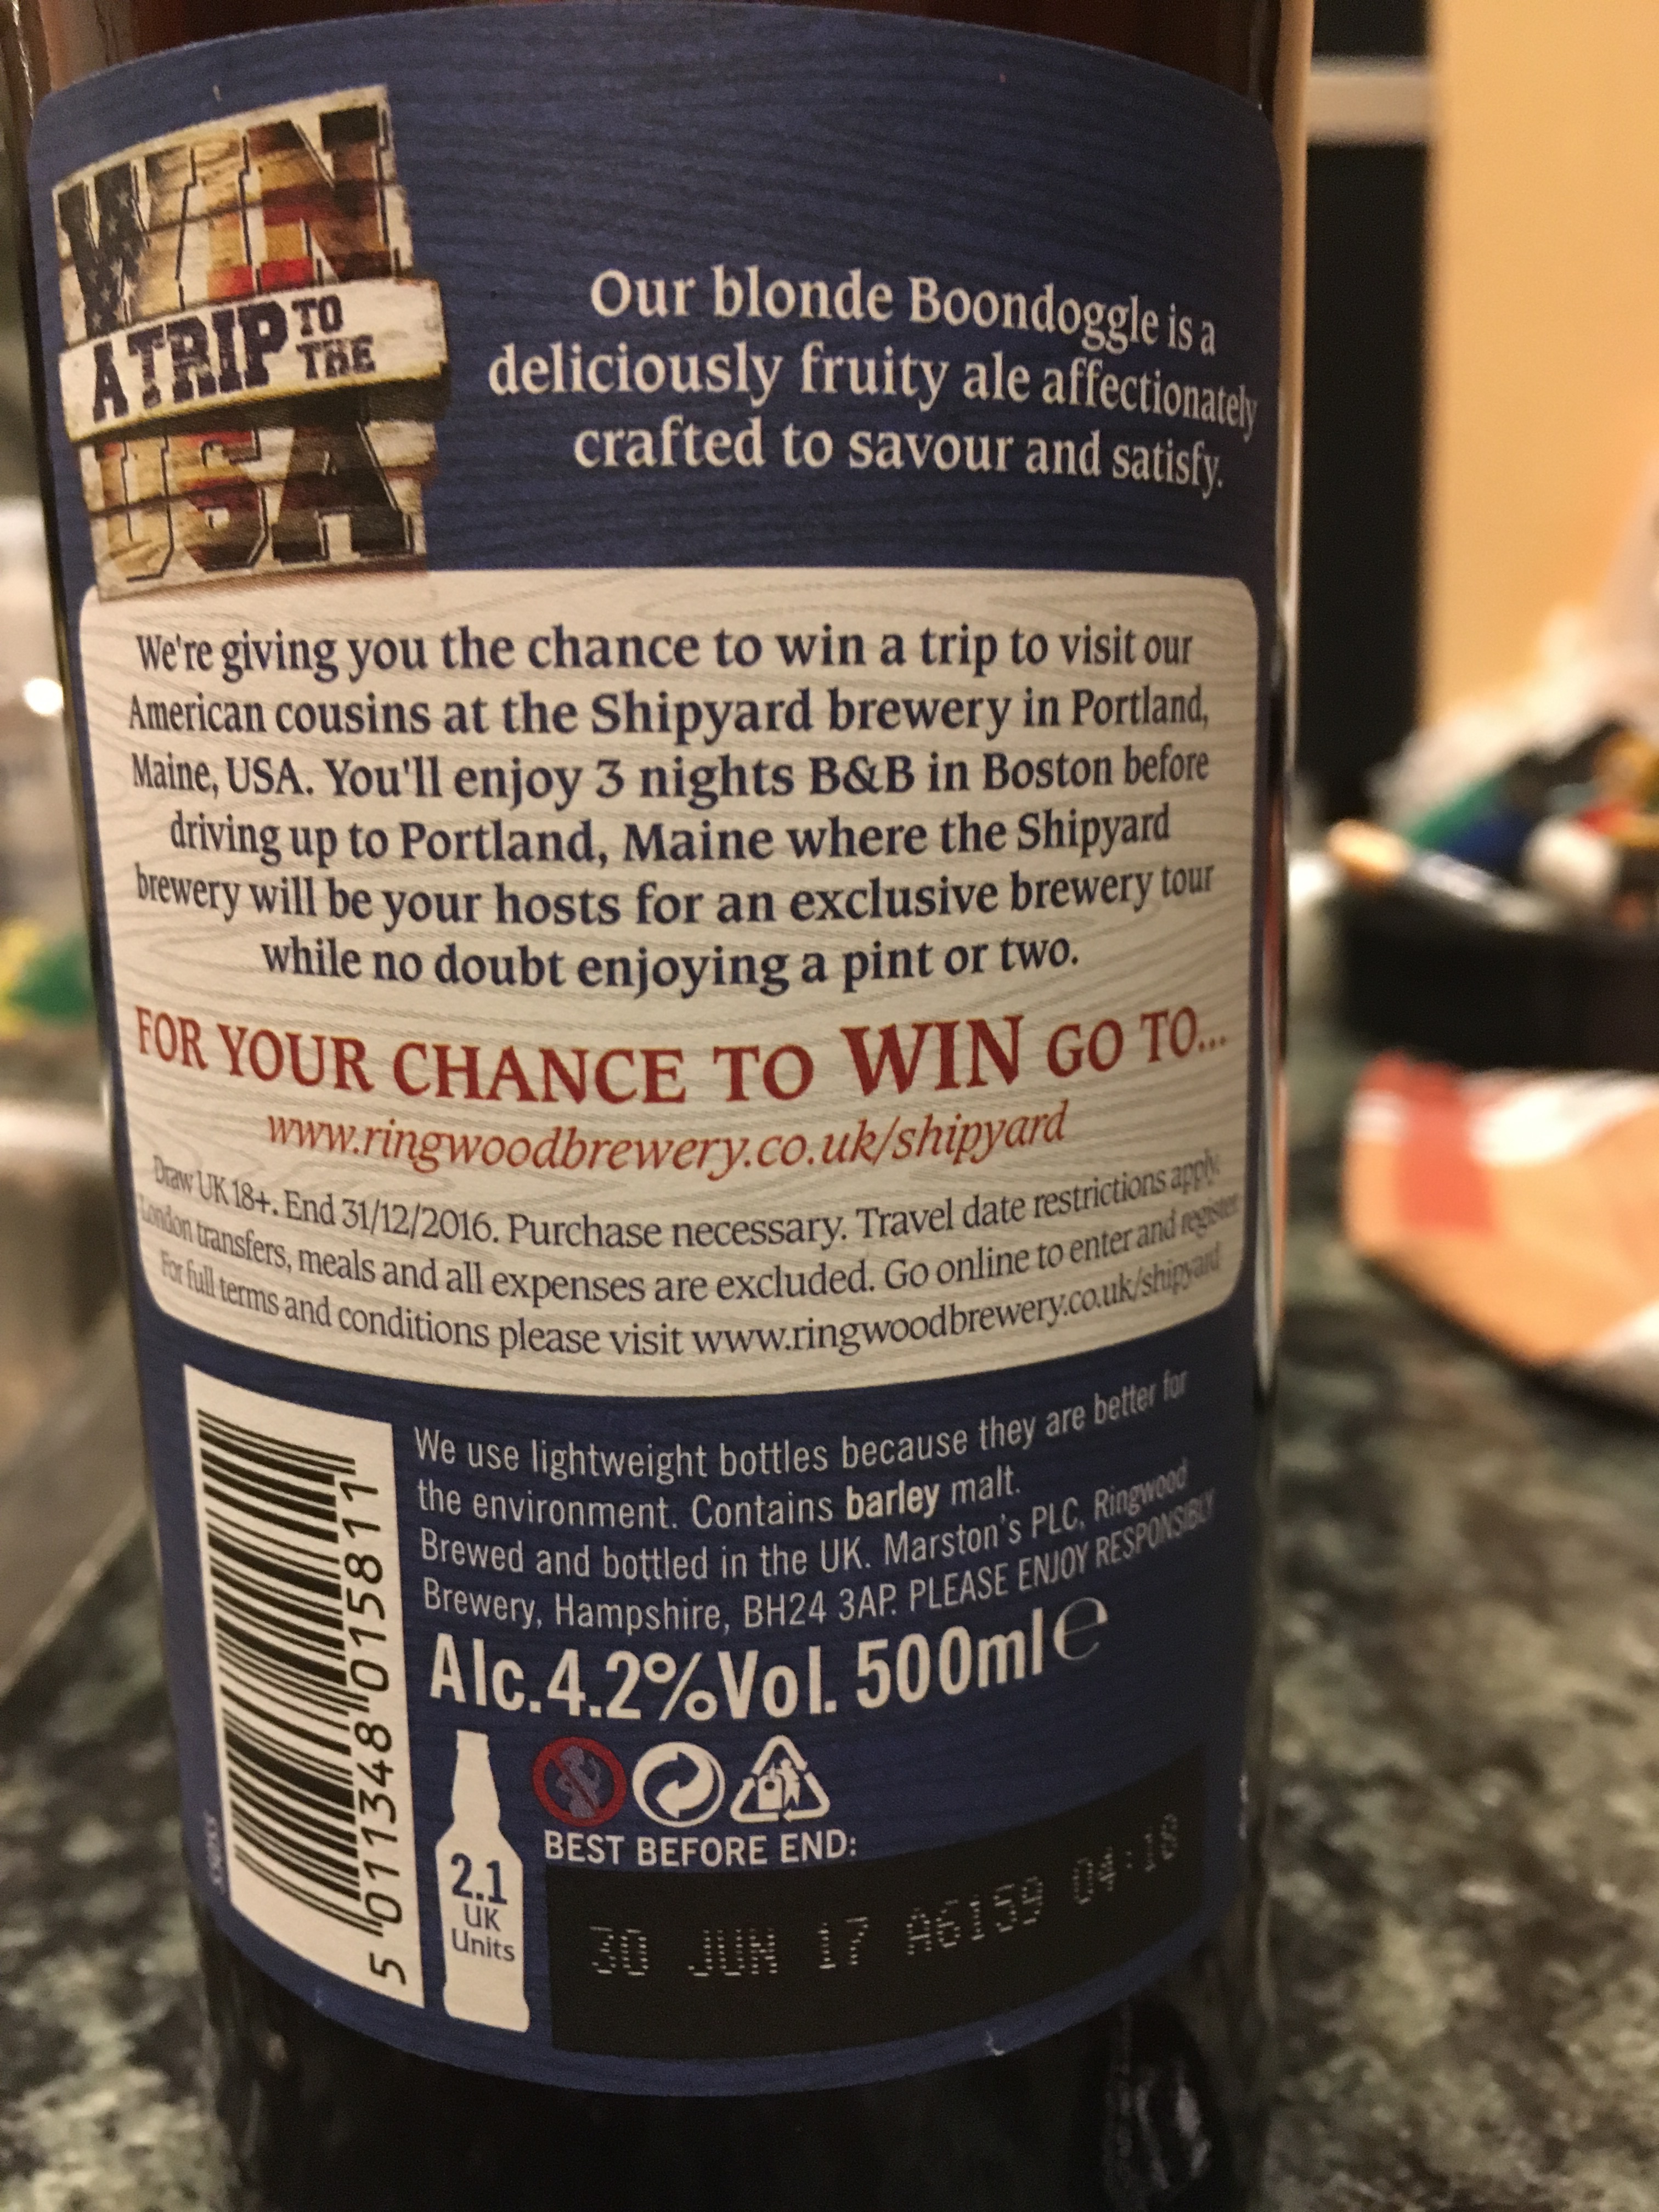 WIN
A TRIP TO
THE
USA
Our blonde Boondoggle is a
deliciously fruity ale affectionately
crafted to savour and satisfy.
We're giving you the chance to win a trip to visit our
American cousins at the Shipyard brewery in Portland,
Maine, USA. You'll enjoy 3 nights B&B in Boston before
driving up to Portland, Maine where the Shipyard
brewery will be your hosts for an exclusive brewery tour
while no doubt enjoying a pint or two.
FOR YOUR CHANCE TO WIN GO TO...
www.ringwoodbrewery.co.uk/shipyard
Draw UK 18+. End 31/12/2016. Purchase necessary. Travel date restrictions apply.
London transfers, meals and all expenses are excluded. Go online to enter and register.
For full terms and conditions please visit www.ringwoodbrewery.co.uk/shipyard
We use lightweight bottles because they are better for
the environment. Contains barley malt.
Brewed and bottled in the UK. Marston's PLC, Ringwood
Brewery, Hampshire, BH24 3AP. PLEASE ENJOY RESPONSIBLY
Alc.4.2%Vol. 500ml e
5 011348 015811
2.1
UK
Units
BEST BEFORE END:
30 JUN 17 A6159